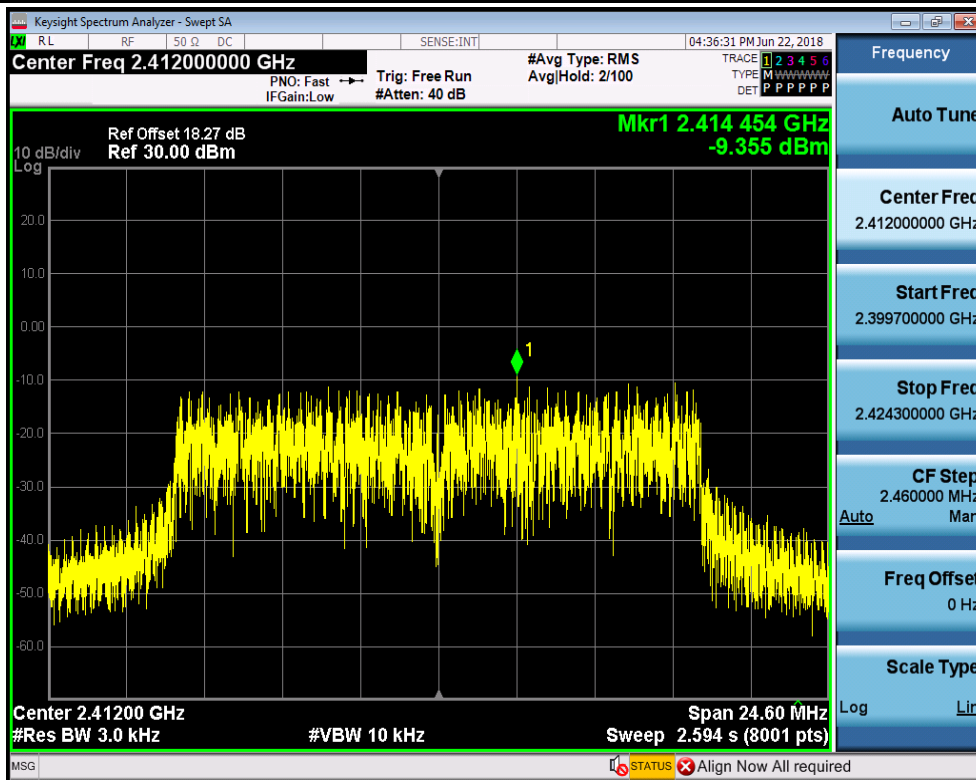 Keysight Spectrum Analyzer - Swept SA
LXI RL RF 50 Ω DC SENSE:INT 04:36:31 PM Jun 22, 2018
Center Freq 2.412000000 GHz
PNO: Fast
IFGain:Low
Trig: Free Run
#Atten: 40 dB
#Avg Type: RMS
Avg|Hold: 2/100
TRACE 1 2 3 4 5 6
TYPE M W W W W W
DET P P P P P P
Ref Offset 18.27 dB
10 dB/div Ref 30.00 dBm
Log
Mkr1 2.414 454 GHz
-9.355 dBm
20.0
10.0
0.00
-10.0
-20.0
-30.0
-40.0
-50.0
-60.0
1
Center 2.41200 GHz Span 24.60 MHz
#Res BW 3.0 kHz #VBW 10 kHz Sweep 2.594 s (8001 pts)
MSG STATUS Align Now All required
Frequency
Auto Tune
Center Freq
2.412000000 GHz
Start Freq
2.399700000 GHz
Stop Freq
2.424300000 GHz
CF Step
2.460000 MHz
Auto Man
Freq Offset
0 Hz
Scale Type
Log Lin